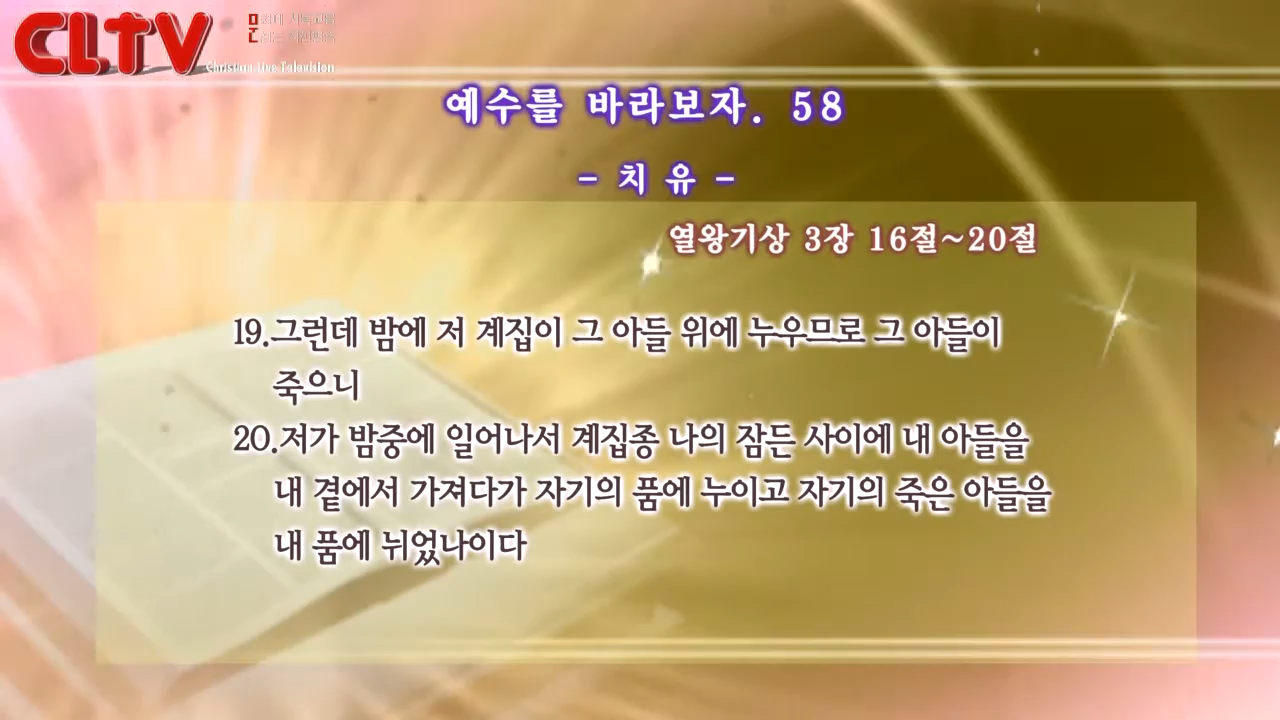 CLTV
Christian Live Television
예수를 바라보자. 58
- 치 유 -
열왕기상 3장 16절~20절
19.그런데 밤에 저 계집이 그 아들 위에 누우므로 그 아들이
죽으니
20.저가 밤중에 일어나서 계집종 나의 잠든 사이에 내 아들을
내 곁에서 가져다가 자기의 품에 누이고 자기의 죽은 아들을
내 품에 뉘었나이다